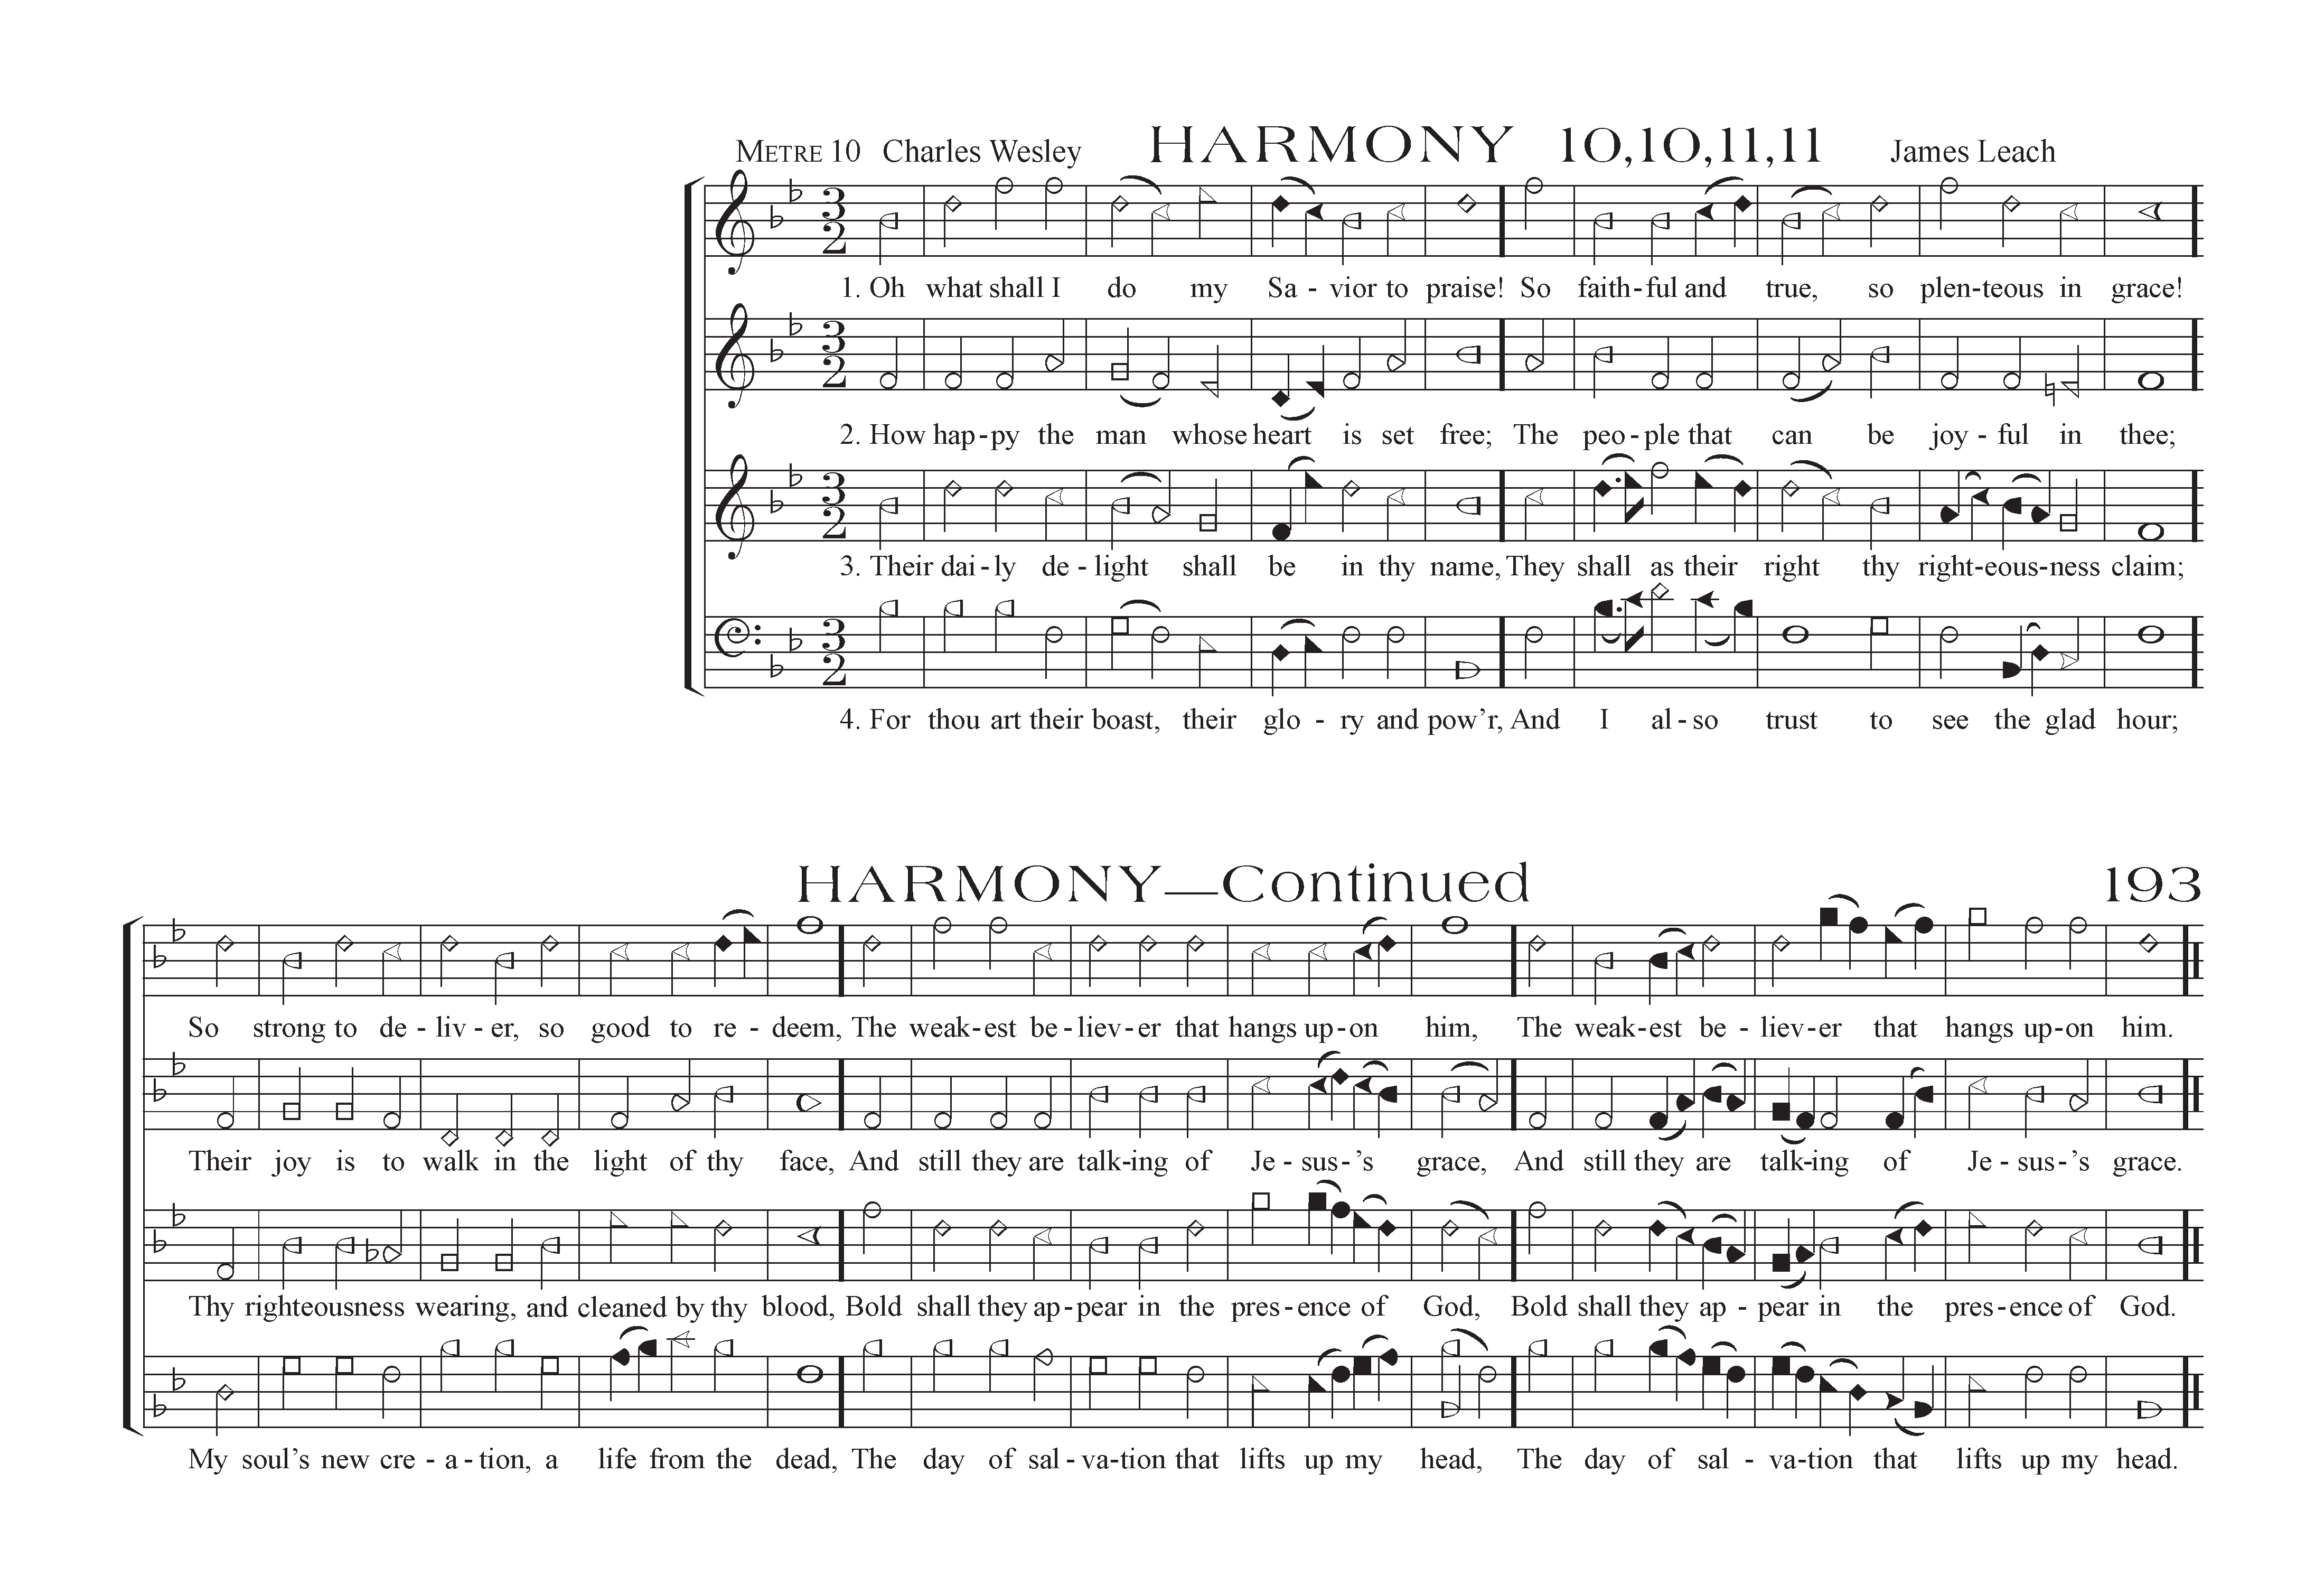 METRE 10 Charles Wesley HARMONY 10,10,11,11 James Leach
1. Oh what shall I do my Sa - vior to praise! So faith-ful and true, so plen-teous in grace!
2. How hap-py the man whose heart is set free; The peo-ple that can be joy-ful in thee;
3. Their dai-ly de-light shall be in thy name, They shall as their right thy right-eous-ness claim;
4. For thou art their boast, their glo - ry and pow'r, And I al-so trust to see the glad hour;
HARMONY—Continued 193
So strong to de - liv - er, so good to re - deem, The weak-est be-liev-er that hangs up-on him, The weak-est be - liev-er that hangs up-on him.
Their joy is to walk in the light of thy face, And still they are talk-ing of Je - sus-'s grace, And still they are talk-ing of Je - sus-'s grace.
Thy righteousness wearing, and cleaned by thy blood, Bold shall they ap-pear in the pres-ence of God, Bold shall they ap - pear in the pres-ence of God.
My soul's new cre - a - tion, a life from the dead, The day of sal-va-tion that lifts up my head, The day of sal - va-tion that lifts up my head.